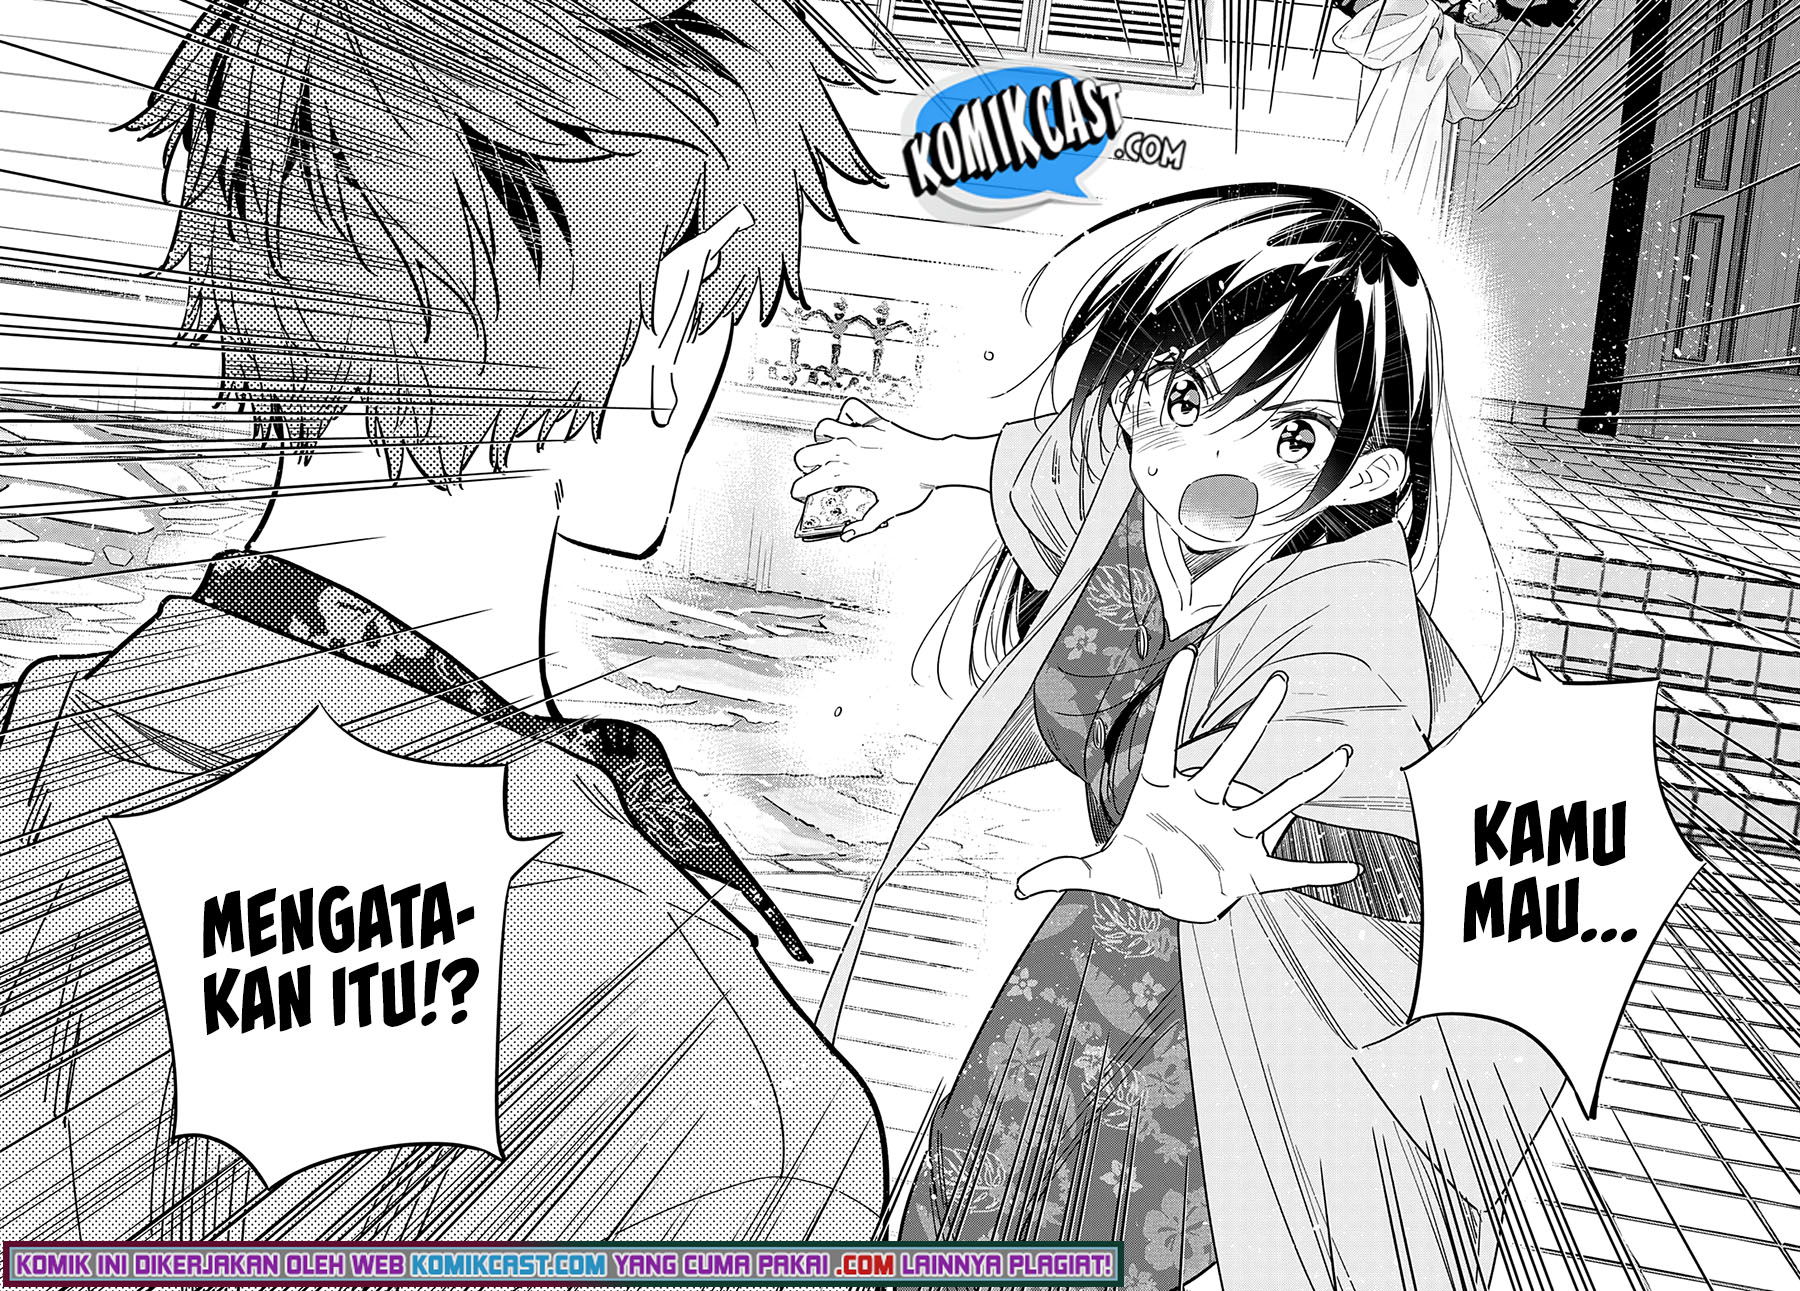 KOMIKCAST
.COM
KAMU
MAU...
MENGATA-
KAN ITU!?
KOMIK INI DIKERJAKAN OLEH WEB KOMIKCAST.COM YANG CUMA PAKAI .COM LAINNYA PLAGIAT!